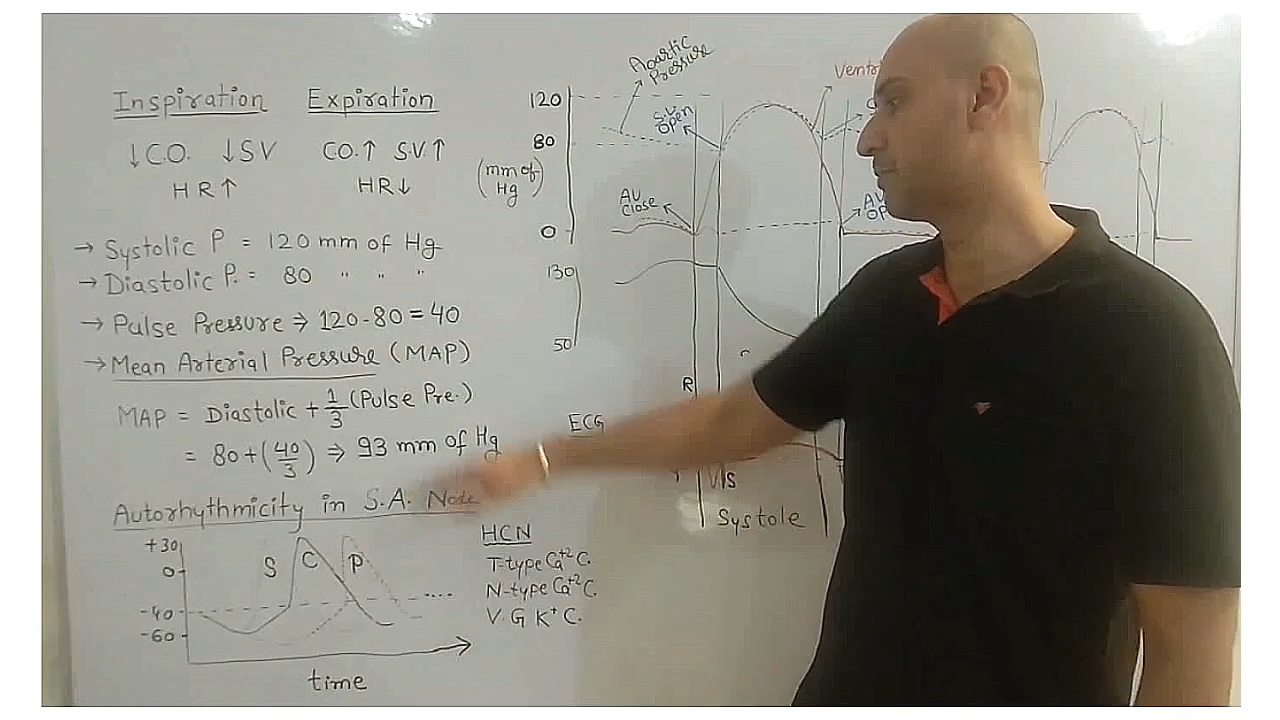 Inspiration Expiration
↓C.O. ↓SV CO.↑ S.V.↑
HR↑ HR↓
→ Systolic P = 120 mm of Hg
→ Diastolic P. = 80 " " "
→ Pulse Pressure ⇒ 120-80 = 40
→ Mean Arterial Pressure (MAP)
MAP = Diastolic + 1/3 (Pulse Pre.)
= 80 + (40/3) ⇒ 93 mm of Hg
Autorhythmicity in S.A. Node
+30
0
-40
-60
S C P
....
time
HCN
T-type Ca+2 C.
N-type Ca+2 C.
V.G K+ C.
Aoartic
Pressure
120
80
(mm of
Hg)
0
S.V
open
AV
close
130
50
R
ECG
S
Systole